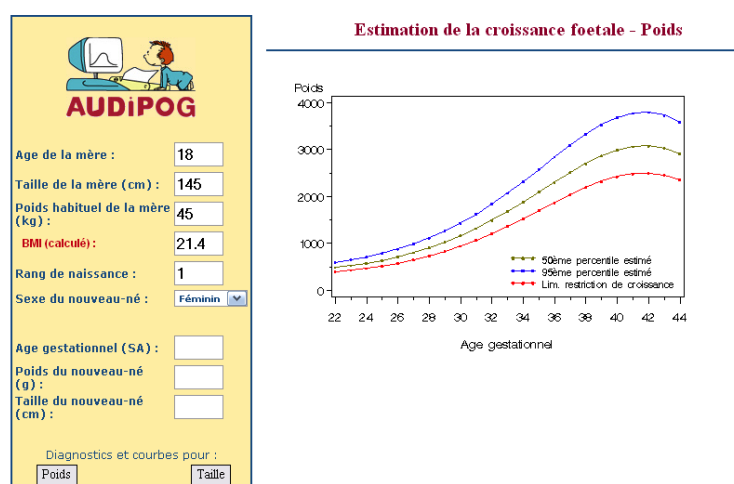 AUDiPOG
Age de la mère :
18
Taille de la mère (cm) :
145
Poids habituel de la mère
(kg) :
45
BMI (calculé) :
21.4
Rang de naissance :
1
Sexe du nouveau-né :
Féminin
Age gestationnel (SA) :
Poids du nouveau-né
(g) :
Taille du nouveau-né
(cm) :
Diagnostics et courbes pour :
Poids
Taille
Estimation de la croissance foetale - Poids
Poids
4000
3000
2000
1000
0
50ème percentile estimé
95ème percentile estimé
Lim. restriction de croissance
22 24 26 28 30 32 34 36 38 40 42 44
Age gestationnel